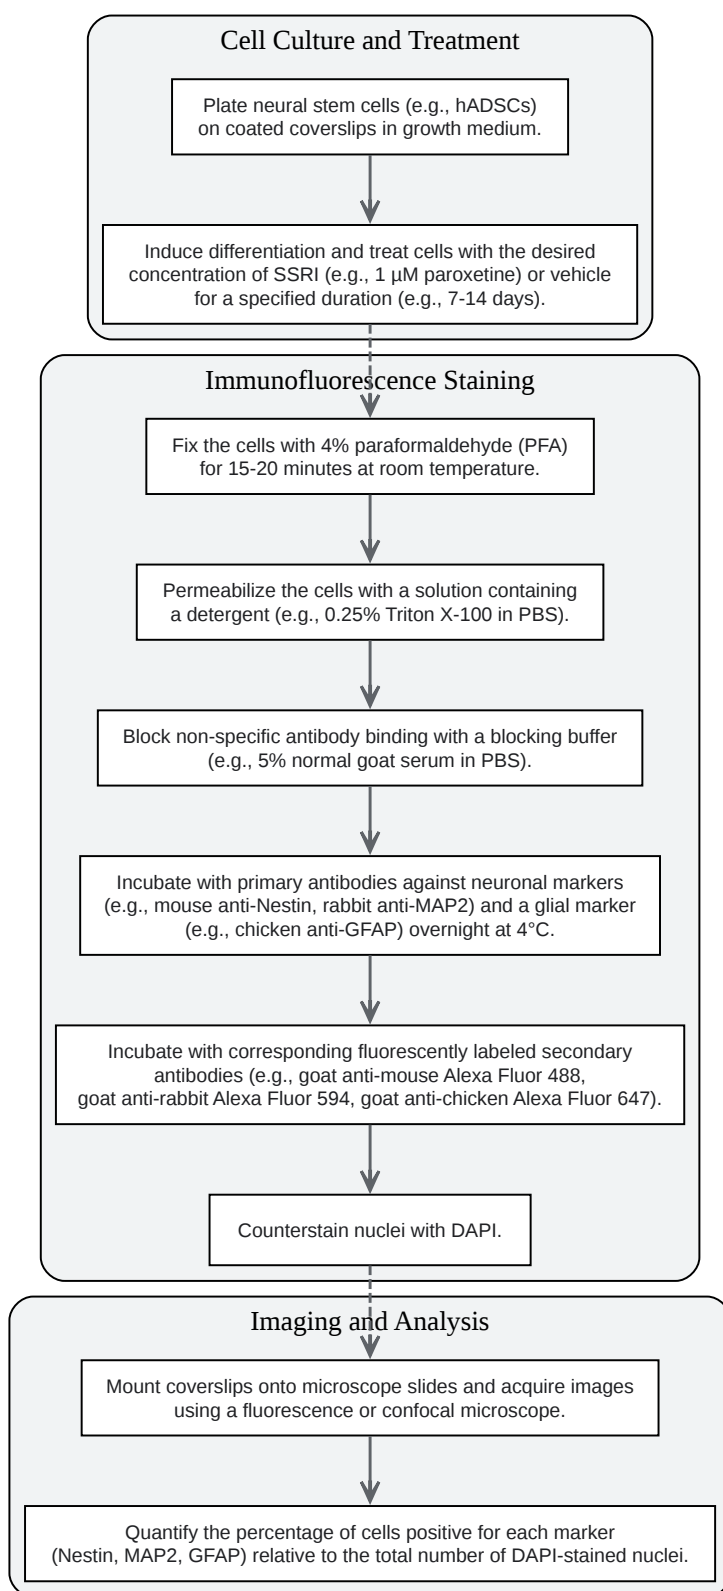 Cell Culture and Treatment
Plate neural stem cells (e.g., hADSCs)
on coated coverslips in growth medium.
Induce differentiation and treat cells with the desired
concentration of SSRI (e.g., 1 µM paroxetine) or vehicle
for a specified duration (e.g., 7-14 days).
Immunofluorescence Staining
Fix the cells with 4% paraformaldehyde (PFA)
for 15-20 minutes at room temperature.
Permeabilize the cells with a solution containing
a detergent (e.g., 0.25% Triton X-100 in PBS).
Block non-specific antibody binding with a blocking buffer
(e.g., 5% normal goat serum in PBS).
Incubate with primary antibodies against neuronal markers
(e.g., mouse anti-Nestin, rabbit anti-MAP2) and a glial marker
(e.g., chicken anti-GFAP) overnight at 4°C.
Incubate with corresponding fluorescently labeled secondary
antibodies (e.g., goat anti-mouse Alexa Fluor 488,
goat anti-rabbit Alexa Fluor 594, goat anti-chicken Alexa Fluor 647).
Counterstain nuclei with DAPI.
Imaging and Analysis
Mount coverslips onto microscope slides and acquire images
using a fluorescence or confocal microscope.
Quantify the percentage of cells positive for each marker
(Nestin, MAP2, GFAP) relative to the total number of DAPI-stained nuclei.